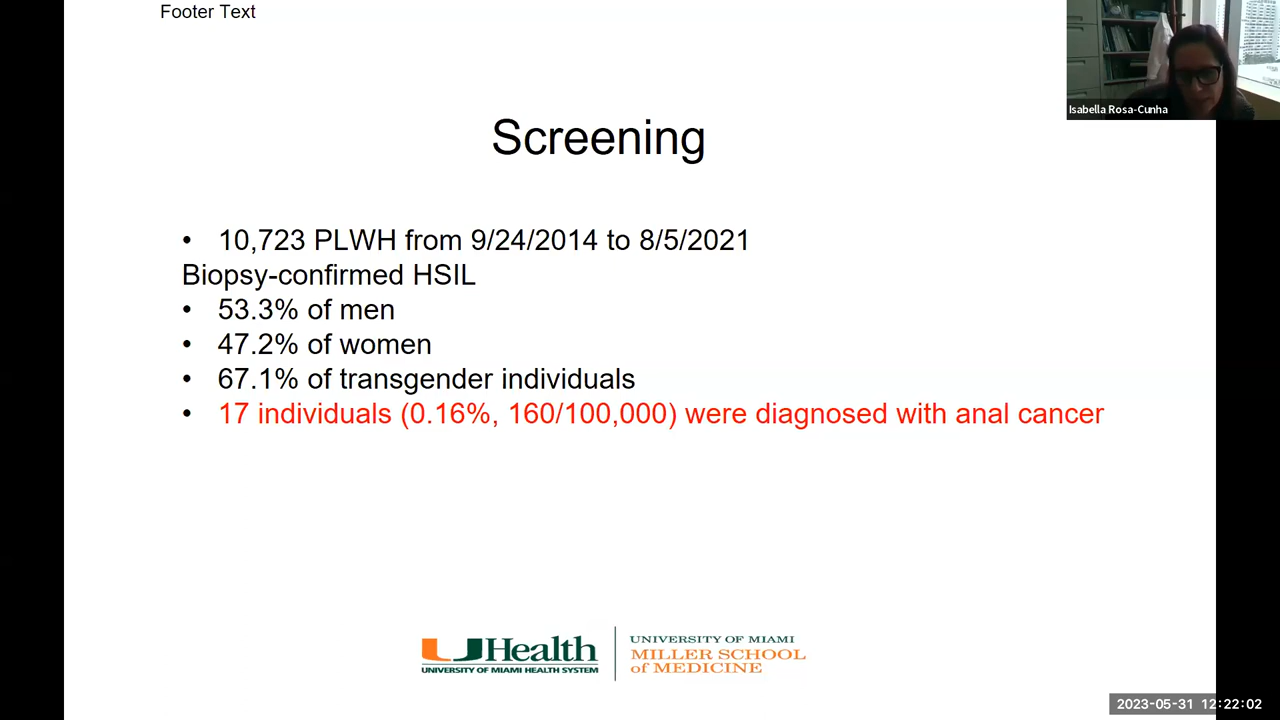 Footer Text
Isabella Rosa-Cunha
Screening
• 10,723 PLWH from 9/24/2014 to 8/5/2021
Biopsy-confirmed HSIL
• 53.3% of men
• 47.2% of women
• 67.1% of transgender individuals
• 17 individuals (0.16%, 160/100,000) were diagnosed with anal cancer
UHealth
UNIVERSITY OF MIAMI HEALTH SYSTEM
UNIVERSITY OF MIAMI
MILLER SCHOOL
of MEDICINE
2023-05-31 12:22:02